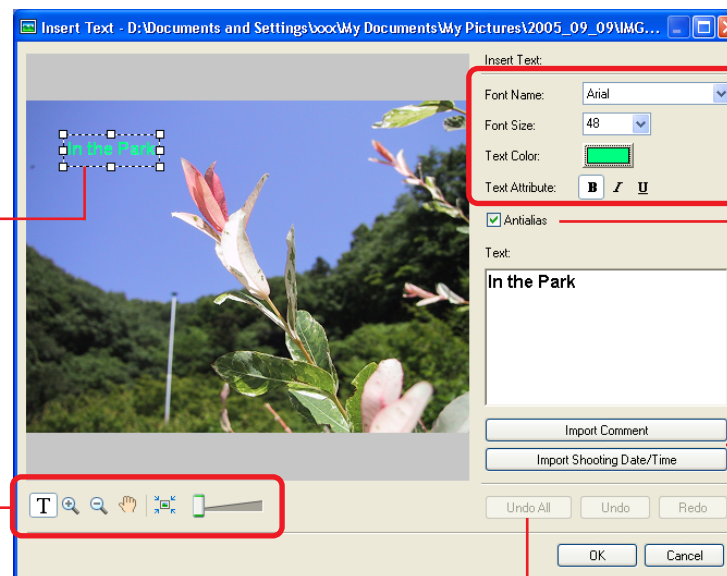 Insert Text - D:\Documents and Settings\xxx\My Documents\My Pictures\2005_09_09\IMG...
In the Park
Insert Text:
Font Name: Arial
Font Size: 48
Text Color:
Text Attribute: B I U
Antialias
Text:
In the Park
Import Comment
Import Shooting Date/Time
T
Undo All Undo Redo
OK Cancel